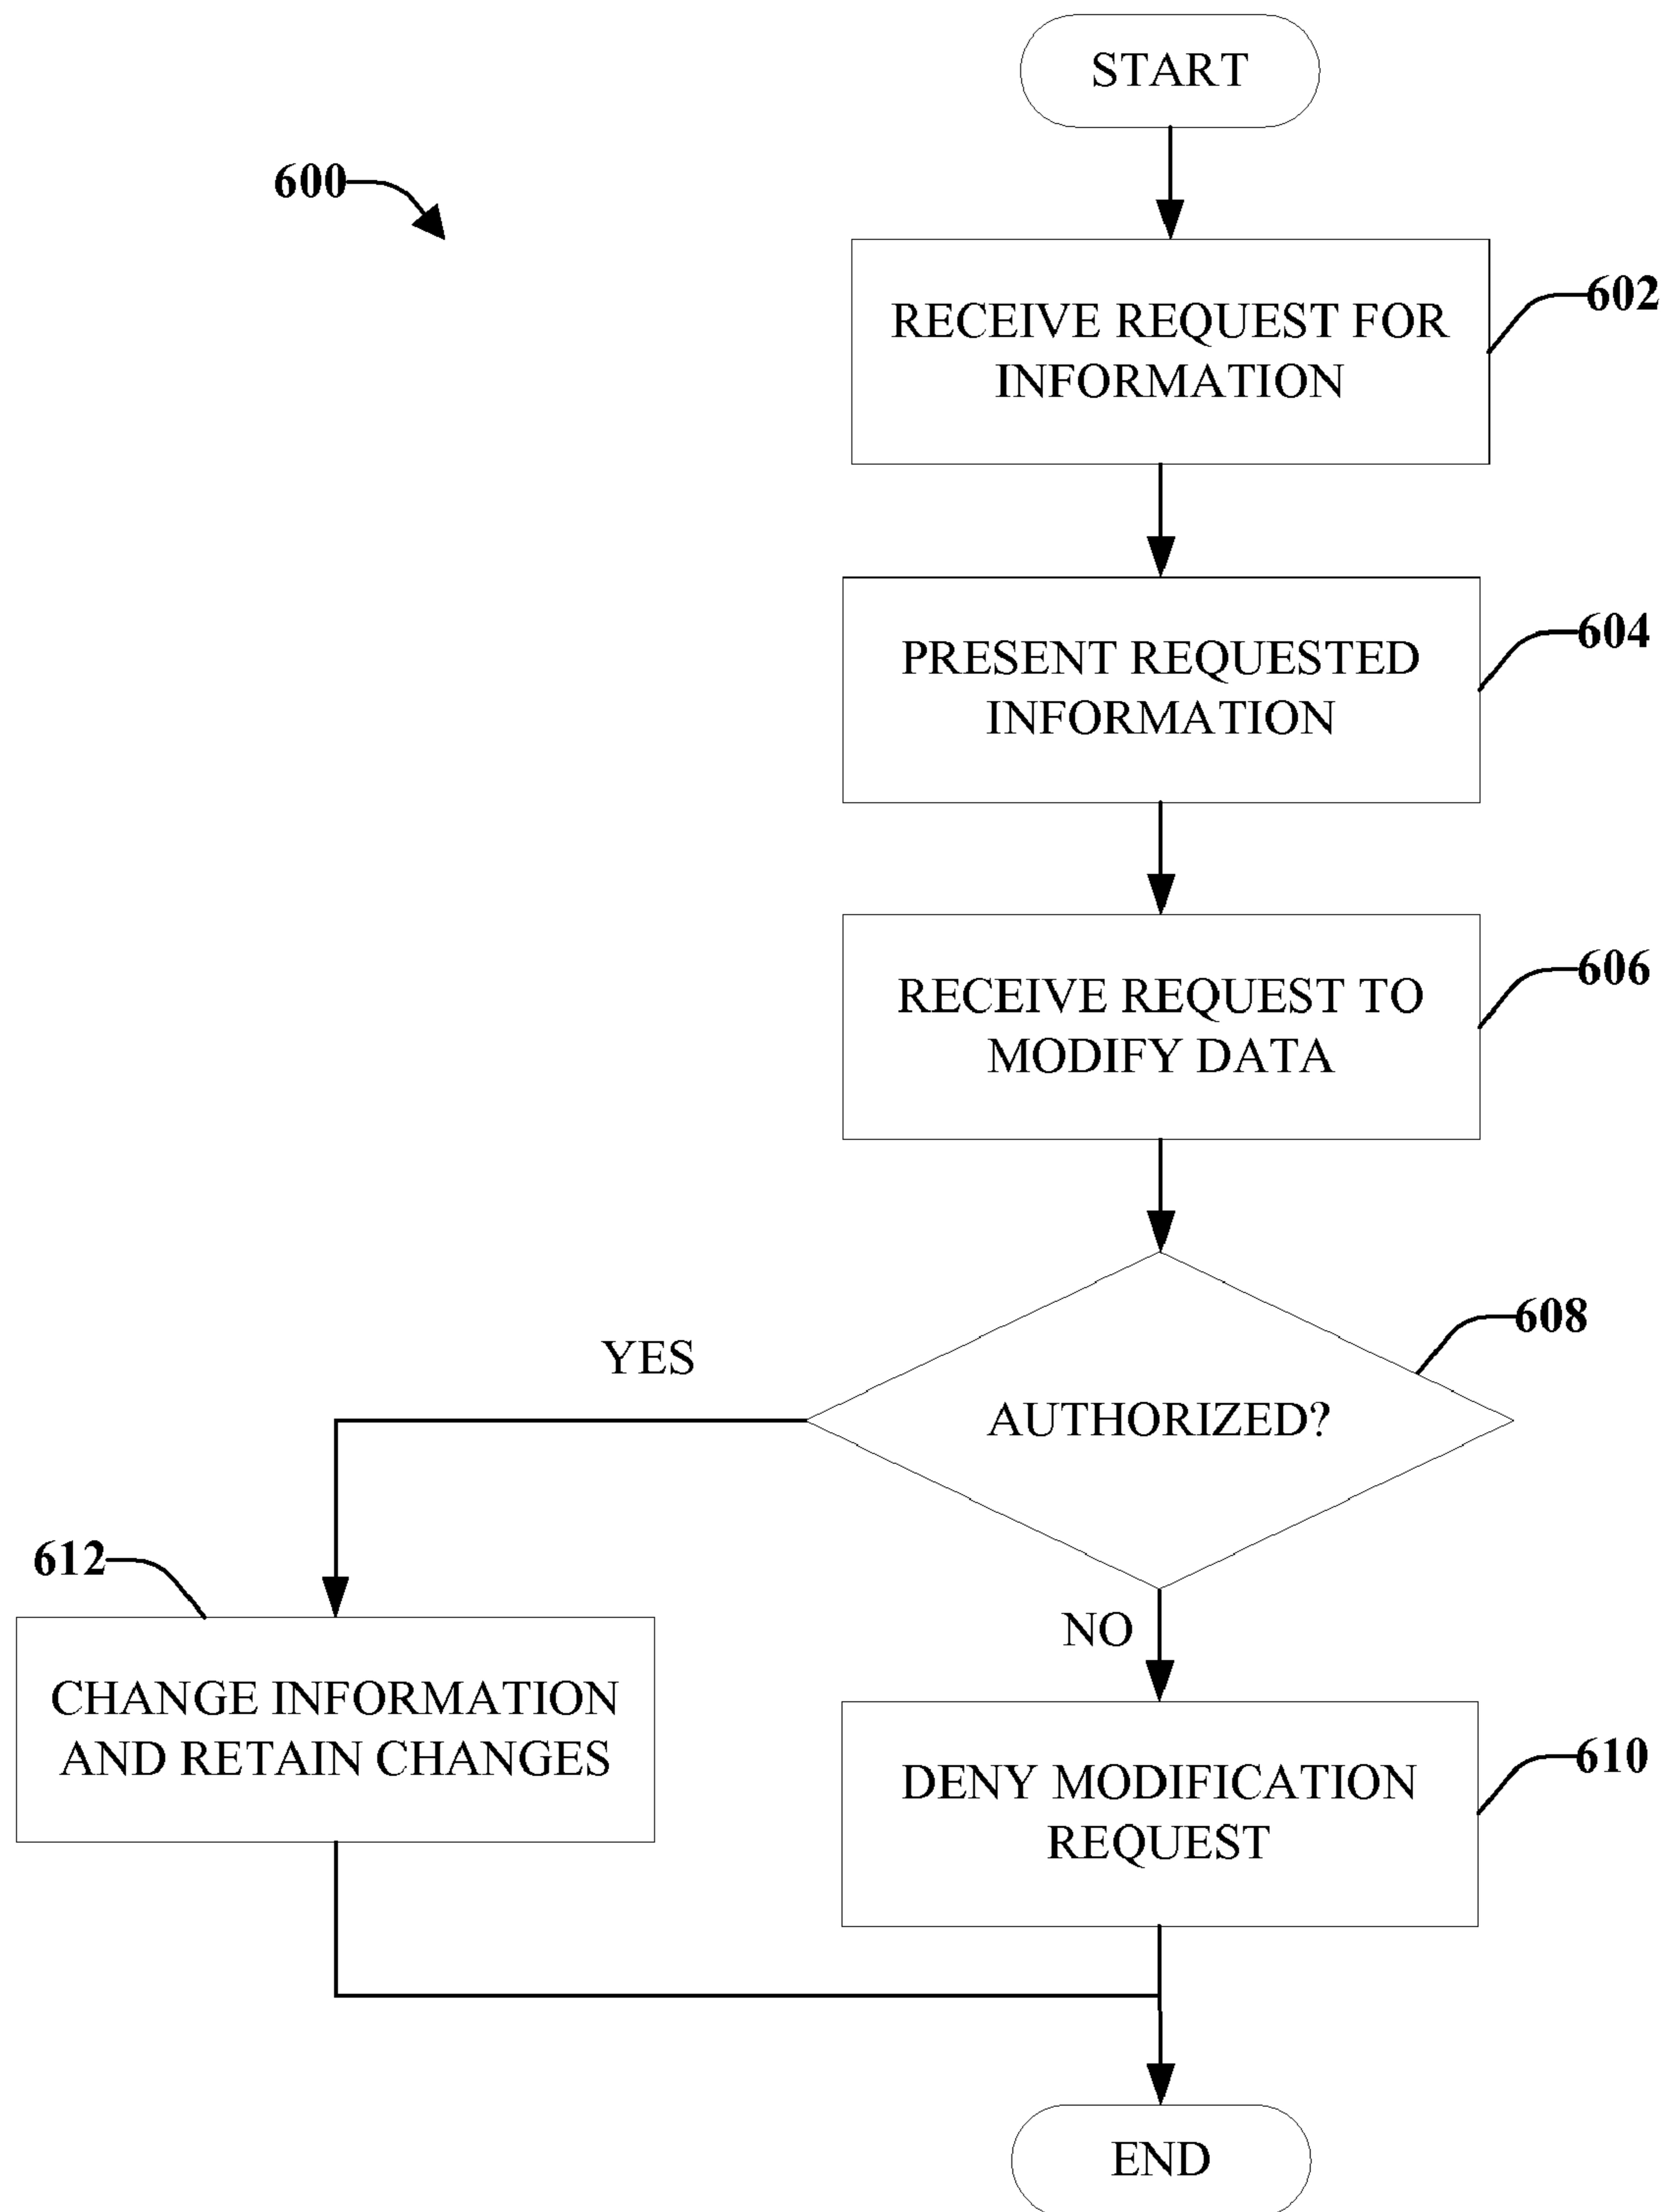 START
600
RECEIVE REQUEST FOR
INFORMATION
602
PRESENT REQUESTED
INFORMATION
604
RECEIVE REQUEST TO
MODIFY DATA
606
AUTHORIZED?
608
YES
NO
612
CHANGE INFORMATION
AND RETAIN CHANGES
DENY MODIFICATION
REQUEST
610
END